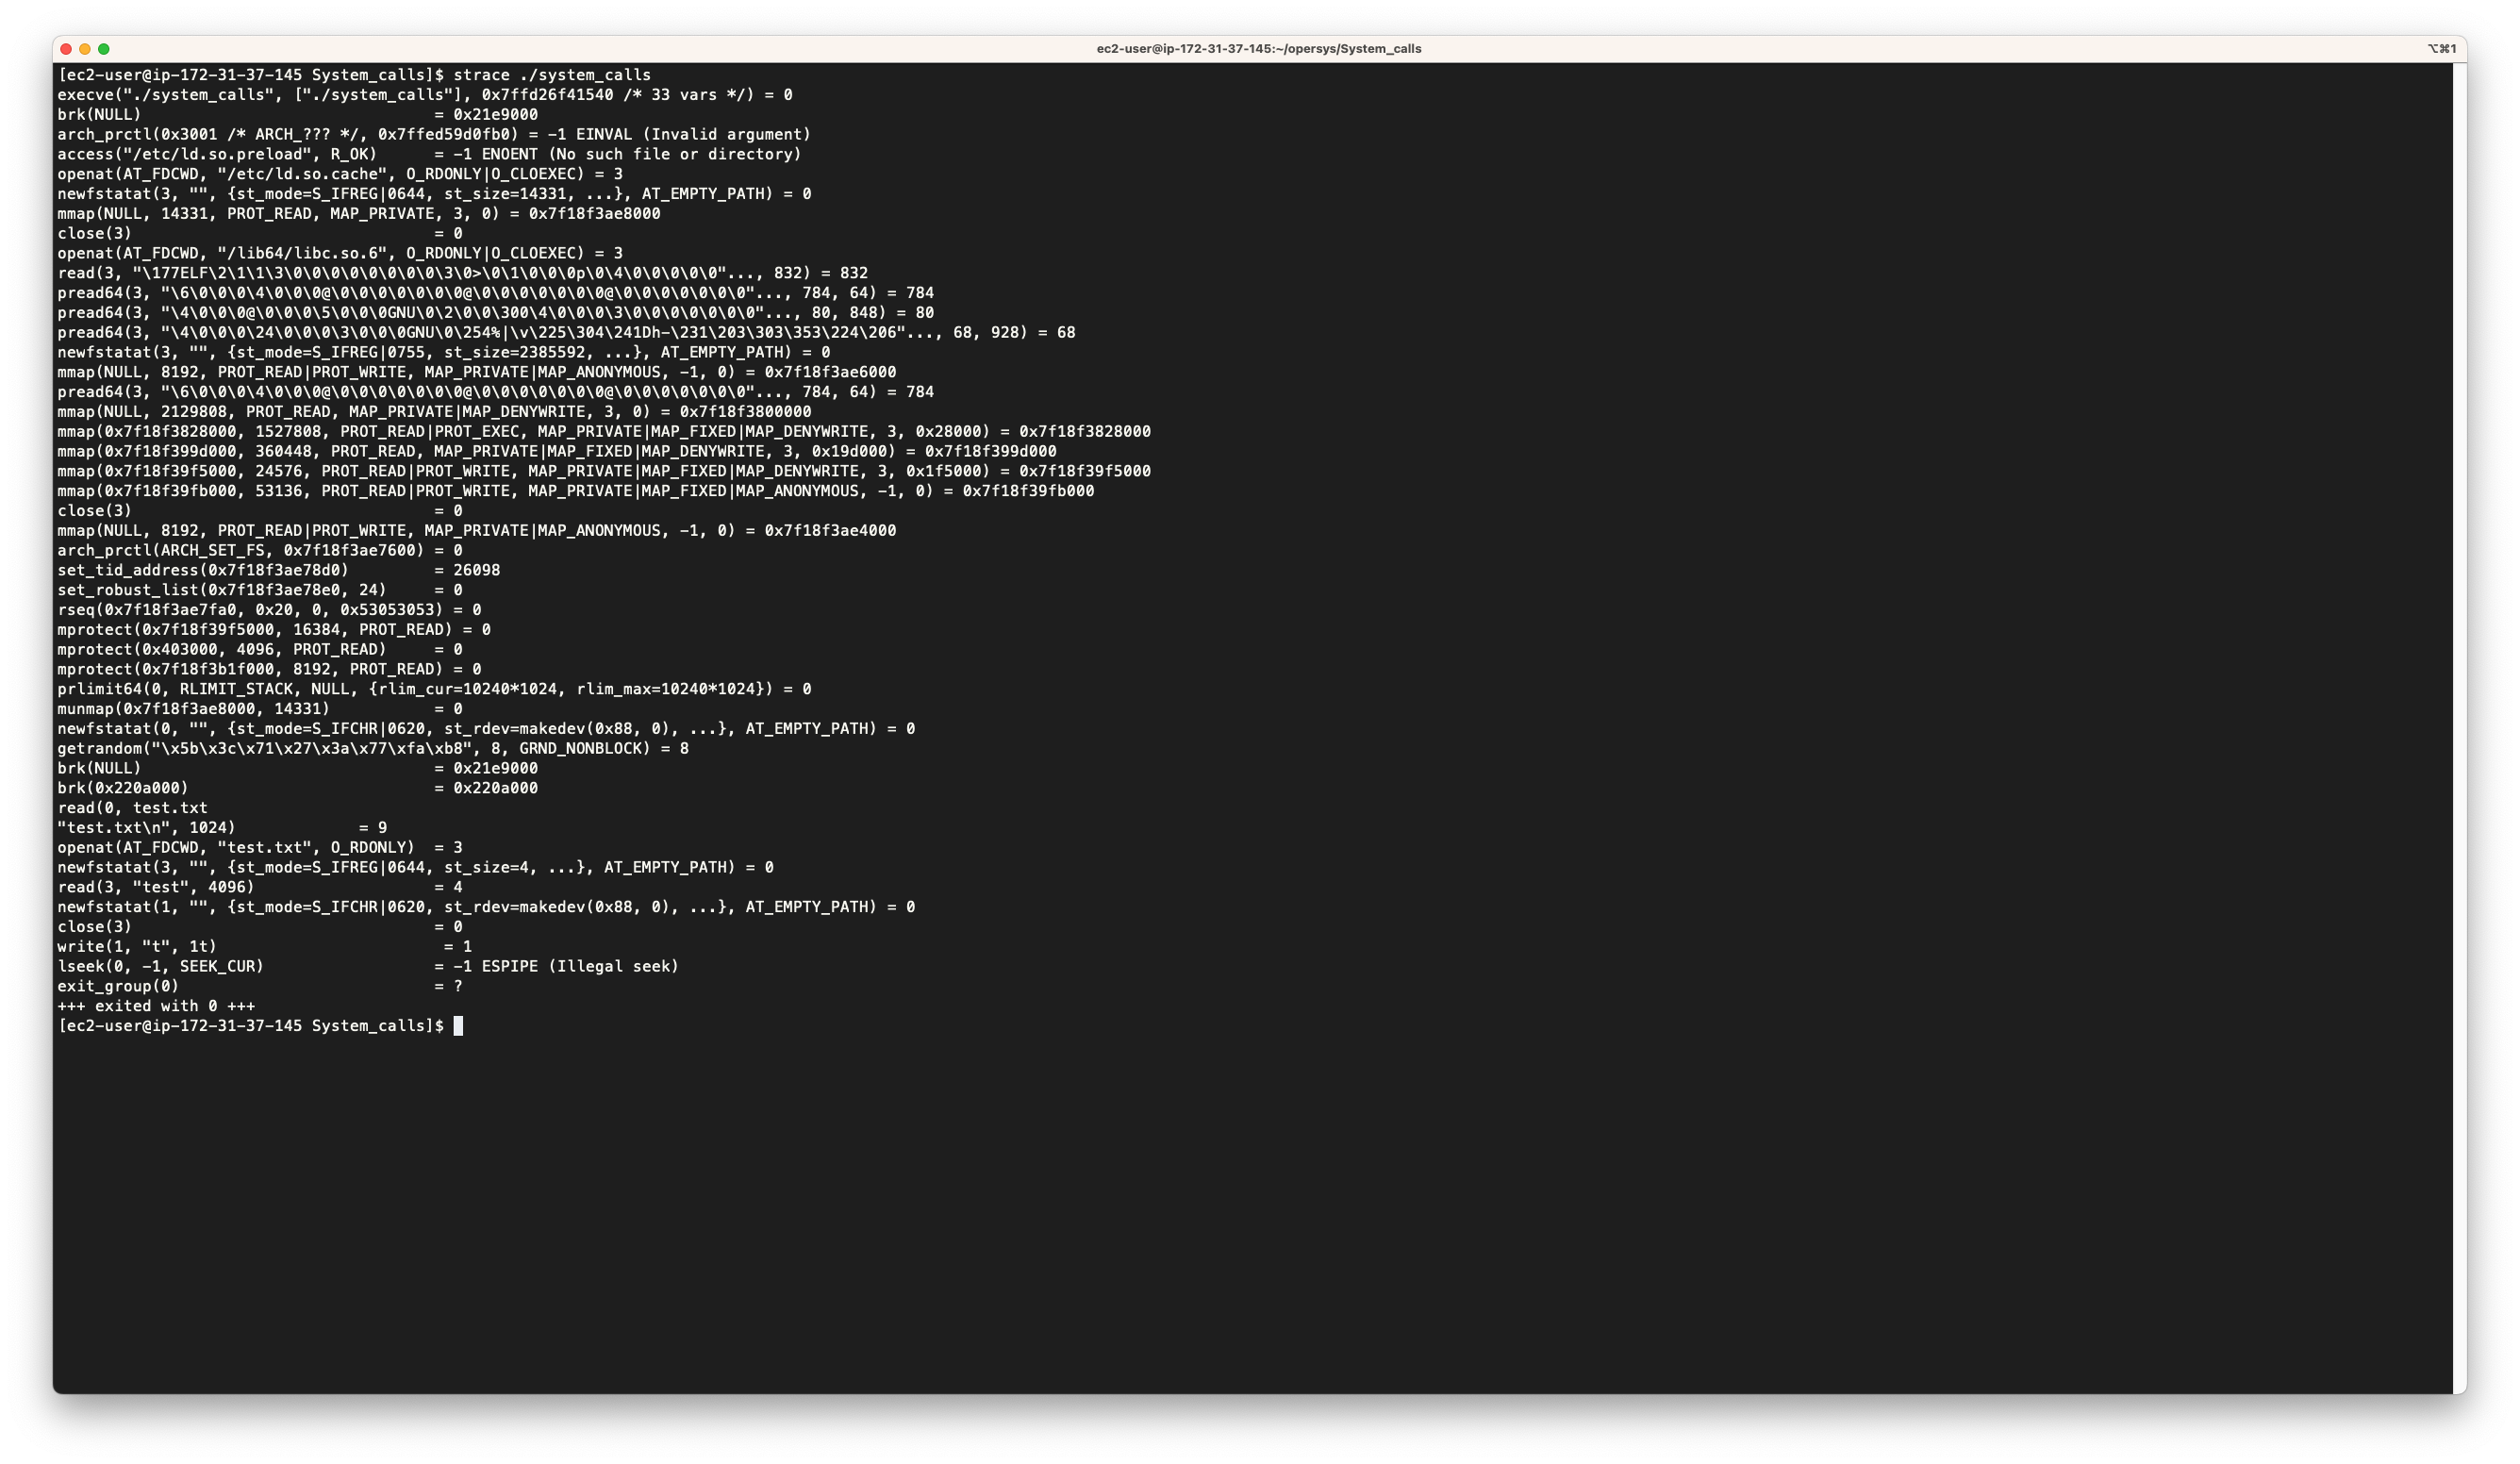 ec2-user@ip-172-31-37-145:~/opersys/System_calls
⌥⌘1
[ec2-user@ip-172-31-37-145 System_calls]$ strace ./system_calls
execve("./system_calls", ["./system_calls"], 0x7ffd26f41540 /* 33 vars */) = 0
brk(NULL)                               = 0x21e9000
arch_prctl(0x3001 /* ARCH_??? */, 0x7ffed59d0fb0) = -1 EINVAL (Invalid argument)
access("/etc/ld.so.preload", R_OK)      = -1 ENOENT (No such file or directory)
openat(AT_FDCWD, "/etc/ld.so.cache", O_RDONLY|O_CLOEXEC) = 3
newfstatat(3, "", {st_mode=S_IFREG|0644, st_size=14331, ...}, AT_EMPTY_PATH) = 0
mmap(NULL, 14331, PROT_READ, MAP_PRIVATE, 3, 0) = 0x7f18f3ae8000
close(3)                                = 0
openat(AT_FDCWD, "/lib64/libc.so.6", O_RDONLY|O_CLOEXEC) = 3
read(3, "\177ELF\2\1\1\3\0\0\0\0\0\0\0\0\3\0>\0\1\0\0\0p\0\4\0\0\0\0\0"..., 832) = 832
pread64(3, "\6\0\0\0\4\0\0\0@\0\0\0\0\0\0\0@\0\0\0\0\0\0\0@\0\0\0\0\0\0\0"..., 784, 64) = 784
pread64(3, "\4\0\0\0@\0\0\0\5\0\0\0GNU\0\2\0\0\300\4\0\0\0\3\0\0\0\0\0\0\0"..., 80, 848) = 80
pread64(3, "\4\0\0\0\24\0\0\0\3\0\0\0GNU\0\254%|\v\225\304\241Dh-\231\203\303\353\224\206"..., 68, 928) = 68
newfstatat(3, "", {st_mode=S_IFREG|0755, st_size=2385592, ...}, AT_EMPTY_PATH) = 0
mmap(NULL, 8192, PROT_READ|PROT_WRITE, MAP_PRIVATE|MAP_ANONYMOUS, -1, 0) = 0x7f18f3ae6000
pread64(3, "\6\0\0\0\4\0\0\0@\0\0\0\0\0\0\0@\0\0\0\0\0\0\0@\0\0\0\0\0\0\0"..., 784, 64) = 784
mmap(NULL, 2129808, PROT_READ, MAP_PRIVATE|MAP_DENYWRITE, 3, 0) = 0x7f18f3800000
mmap(0x7f18f3828000, 1527808, PROT_READ|PROT_EXEC, MAP_PRIVATE|MAP_FIXED|MAP_DENYWRITE, 3, 0x28000) = 0x7f18f3828000
mmap(0x7f18f399d000, 360448, PROT_READ, MAP_PRIVATE|MAP_FIXED|MAP_DENYWRITE, 3, 0x19d000) = 0x7f18f399d000
mmap(0x7f18f39f5000, 24576, PROT_READ|PROT_WRITE, MAP_PRIVATE|MAP_FIXED|MAP_DENYWRITE, 3, 0x1f5000) = 0x7f18f39f5000
mmap(0x7f18f39fb000, 53136, PROT_READ|PROT_WRITE, MAP_PRIVATE|MAP_FIXED|MAP_ANONYMOUS, -1, 0) = 0x7f18f39fb000
close(3)                                = 0
mmap(NULL, 8192, PROT_READ|PROT_WRITE, MAP_PRIVATE|MAP_ANONYMOUS, -1, 0) = 0x7f18f3ae4000
arch_prctl(ARCH_SET_FS, 0x7f18f3ae7600) = 0
set_tid_address(0x7f18f3ae78d0)         = 26098
set_robust_list(0x7f18f3ae78e0, 24)     = 0
rseq(0x7f18f3ae7fa0, 0x20, 0, 0x53053053) = 0
mprotect(0x7f18f39f5000, 16384, PROT_READ) = 0
mprotect(0x403000, 4096, PROT_READ)     = 0
mprotect(0x7f18f3b1f000, 8192, PROT_READ) = 0
prlimit64(0, RLIMIT_STACK, NULL, {rlim_cur=10240*1024, rlim_max=10240*1024}) = 0
munmap(0x7f18f3ae8000, 14331)           = 0
newfstatat(0, "", {st_mode=S_IFCHR|0620, st_rdev=makedev(0x88, 0), ...}, AT_EMPTY_PATH) = 0
getrandom("\x5b\x3c\x71\x27\x3a\x77\xfa\xb8", 8, GRND_NONBLOCK) = 8
brk(NULL)                               = 0x21e9000
brk(0x220a000)                          = 0x220a000
read(0, test.txt
"test.txt\n", 1024)             = 9
openat(AT_FDCWD, "test.txt", O_RDONLY)  = 3
newfstatat(3, "", {st_mode=S_IFREG|0644, st_size=4, ...}, AT_EMPTY_PATH) = 0
read(3, "test", 4096)                   = 4
newfstatat(1, "", {st_mode=S_IFCHR|0620, st_rdev=makedev(0x88, 0), ...}, AT_EMPTY_PATH) = 0
close(3)                                = 0
write(1, "t", 1t)                        = 1
lseek(0, -1, SEEK_CUR)                  = -1 ESPIPE (Illegal seek)
exit_group(0)                           = ?
+++ exited with 0 +++
[ec2-user@ip-172-31-37-145 System_calls]$